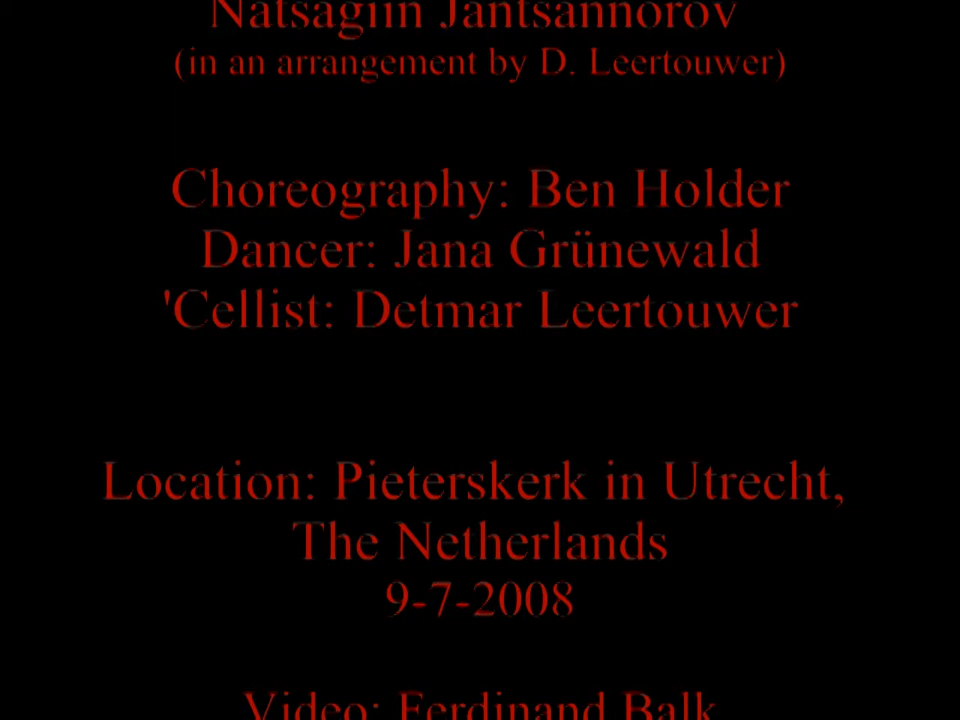 Natsagiin Jantsannorov
(in an arrangement by D. Leertouwer)
Choreography: Ben Holder
Dancer: Jana Grünewald
'Cellist: Detmar Leertouwer
Location: Pieterskerk in Utrecht,
The Netherlands
9-7-2008
Video: Ferdinand Balk